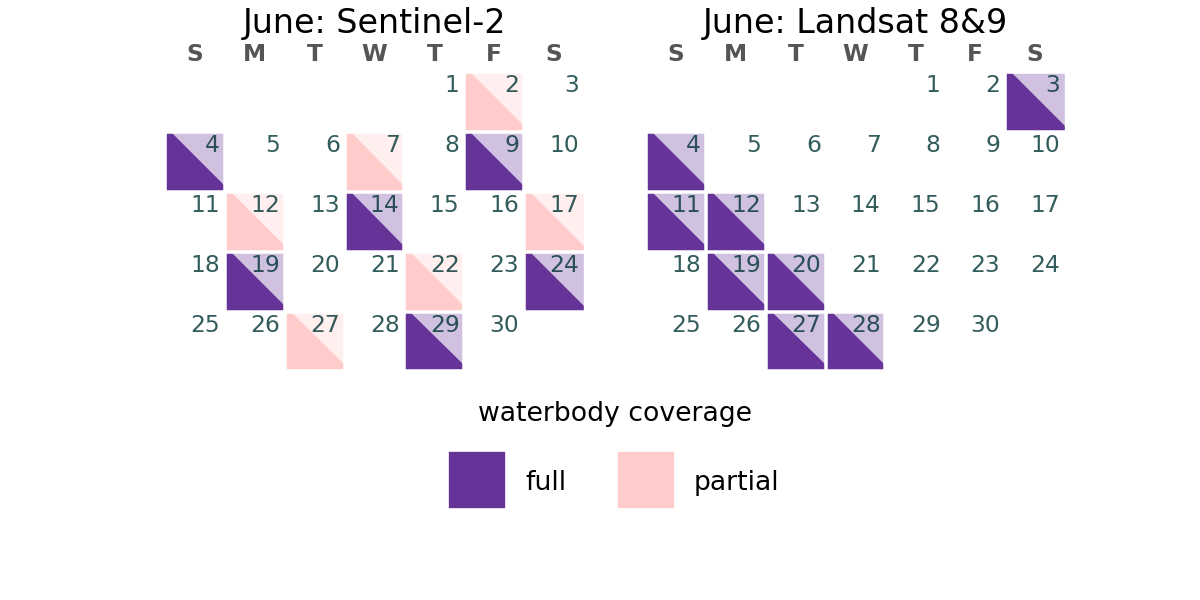 June: Sentinel-2
S M T W T F S
1 2 3
4 5 6 7 8 9 10
11 12 13 14 15 16 17
18 19 20 21 22 23 24
25 26 27 28 29 30
June: Landsat 8&9
S M T W T F S
1 2 3
4 5 6 7 8 9 10
11 12 13 14 15 16 17
18 19 20 21 22 23 24
25 26 27 28 29 30
waterbody coverage
full partial